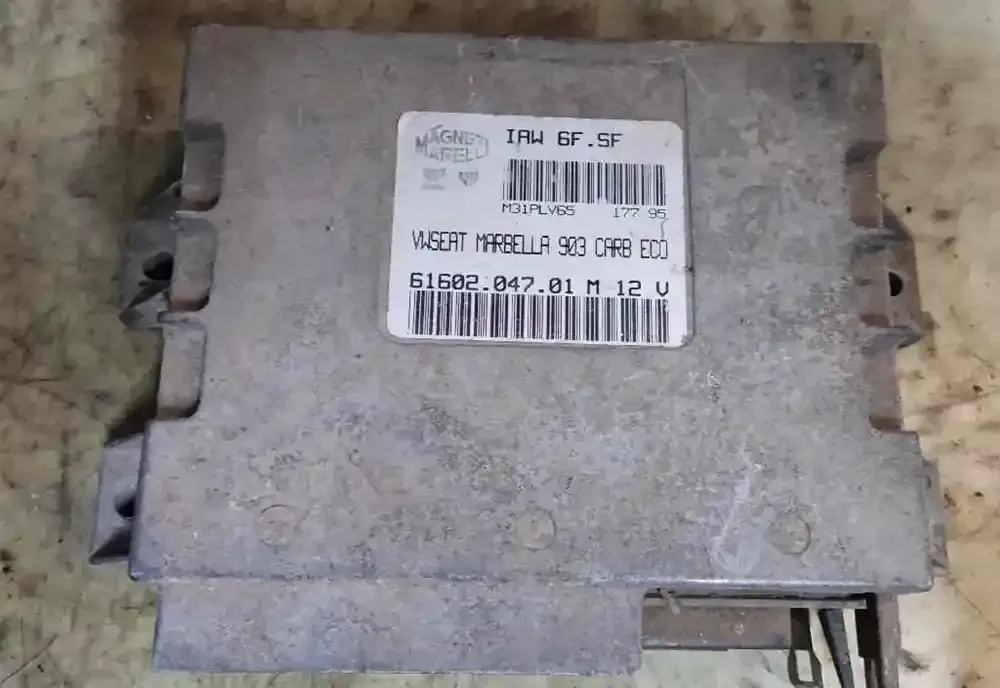 MAGNETI
MARELLI
IAW 6F.SF
M31PLV65 177 95
VWSEAT MARBELLA 903 CARB ECO
61602.047.01 M 12 V